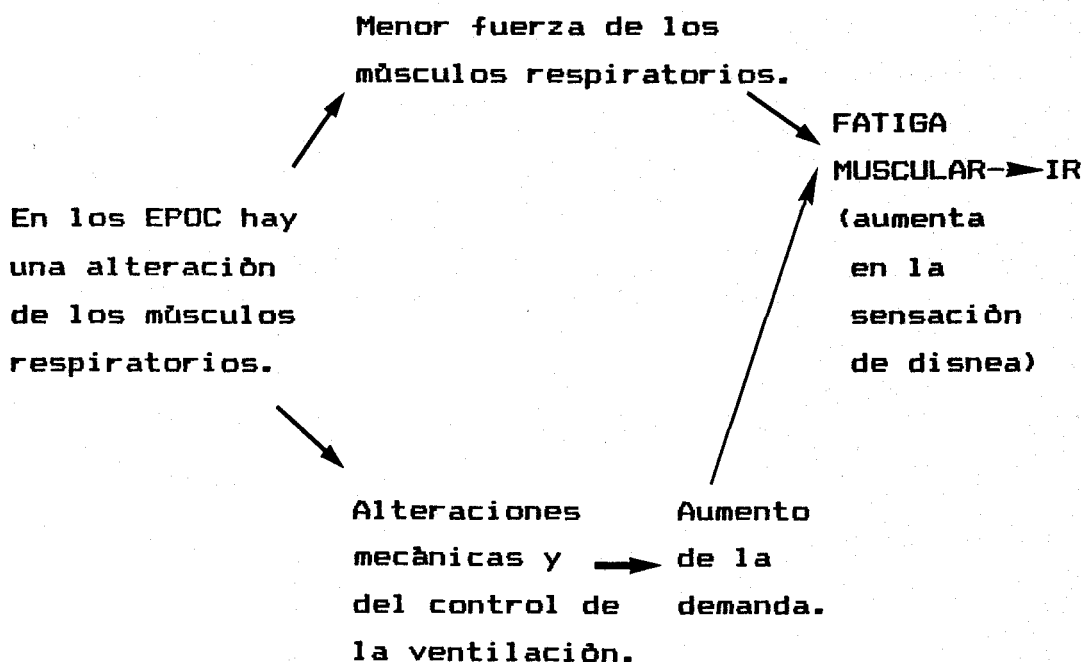 Menor fuerza de los
mùsculos respiratorios.
FATIGA
MUSCULAR->IR
(aumenta
en la
sensaciòn
de disnea)
En los EPOC hay
una alteraciòn
de los mùsculos
respiratorios.
Alteraciones
mecànicas y
del control de
la ventilaciòn.
Aumento
de la
demanda.